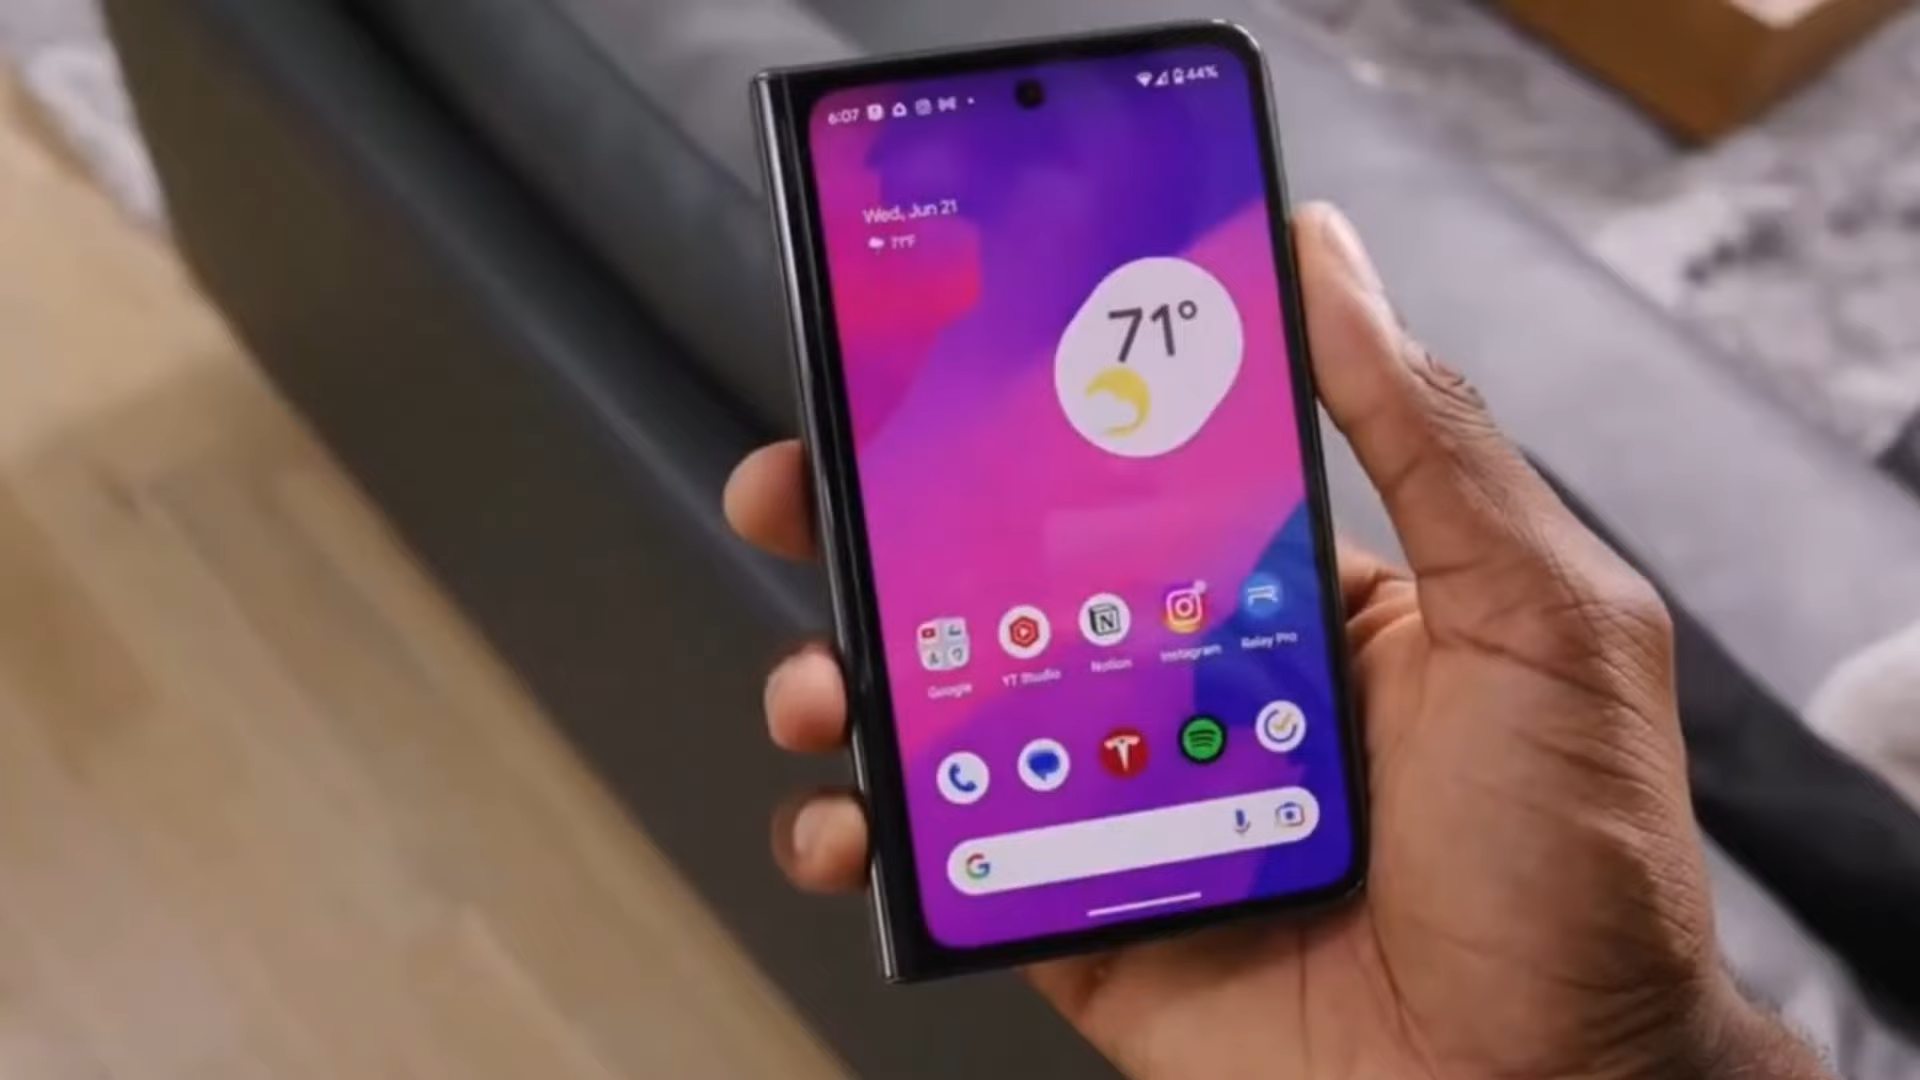 6:07 44%
Wed, Jun 21
71°F
71°
Google YT Studio Notion Instagram Relay Pro